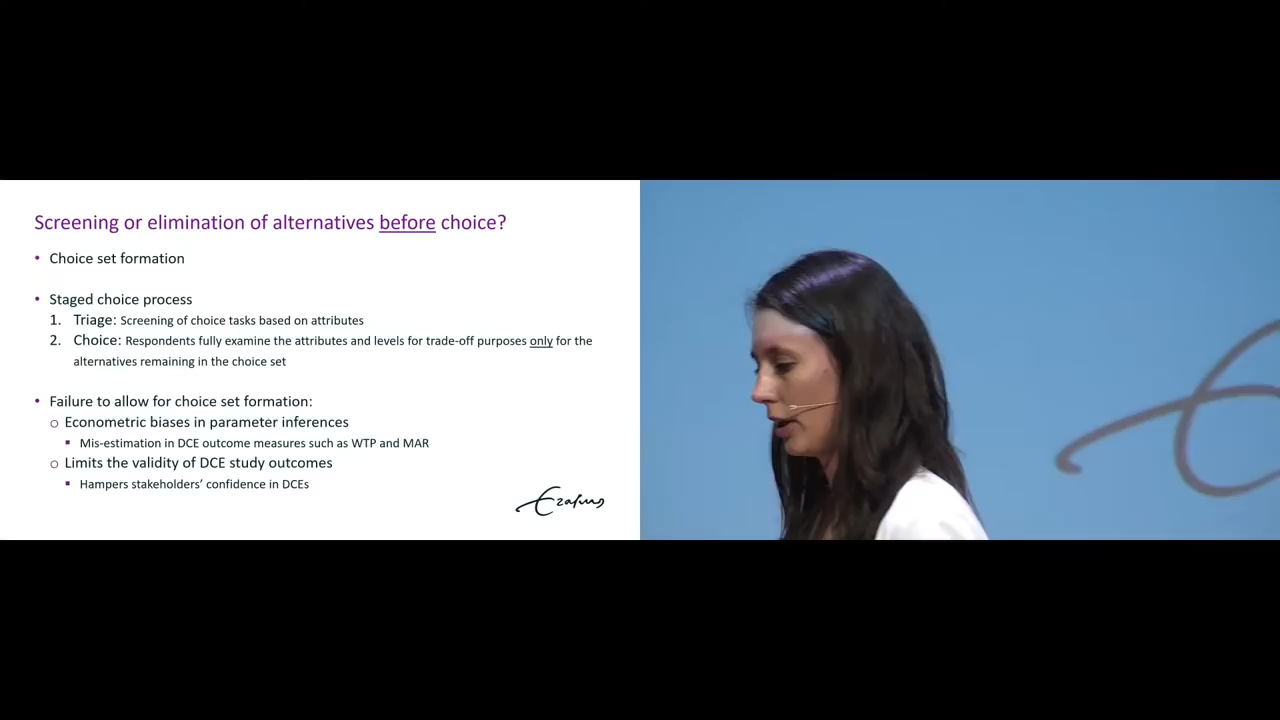 Screening or elimination of alternatives before choice?
• Choice set formation
• Staged choice process
1. Triage: Screening of choice tasks based on attributes
2. Choice: Respondents fully examine the attributes and levels for trade-off purposes only for the
alternatives remaining in the choice set
• Failure to allow for choice set formation:
o Econometric biases in parameter inferences
▪ Mis-estimation in DCE outcome measures such as WTP and MAR
o Limits the validity of DCE study outcomes
▪ Hampers stakeholders’ confidence in DCEs
Erasmus